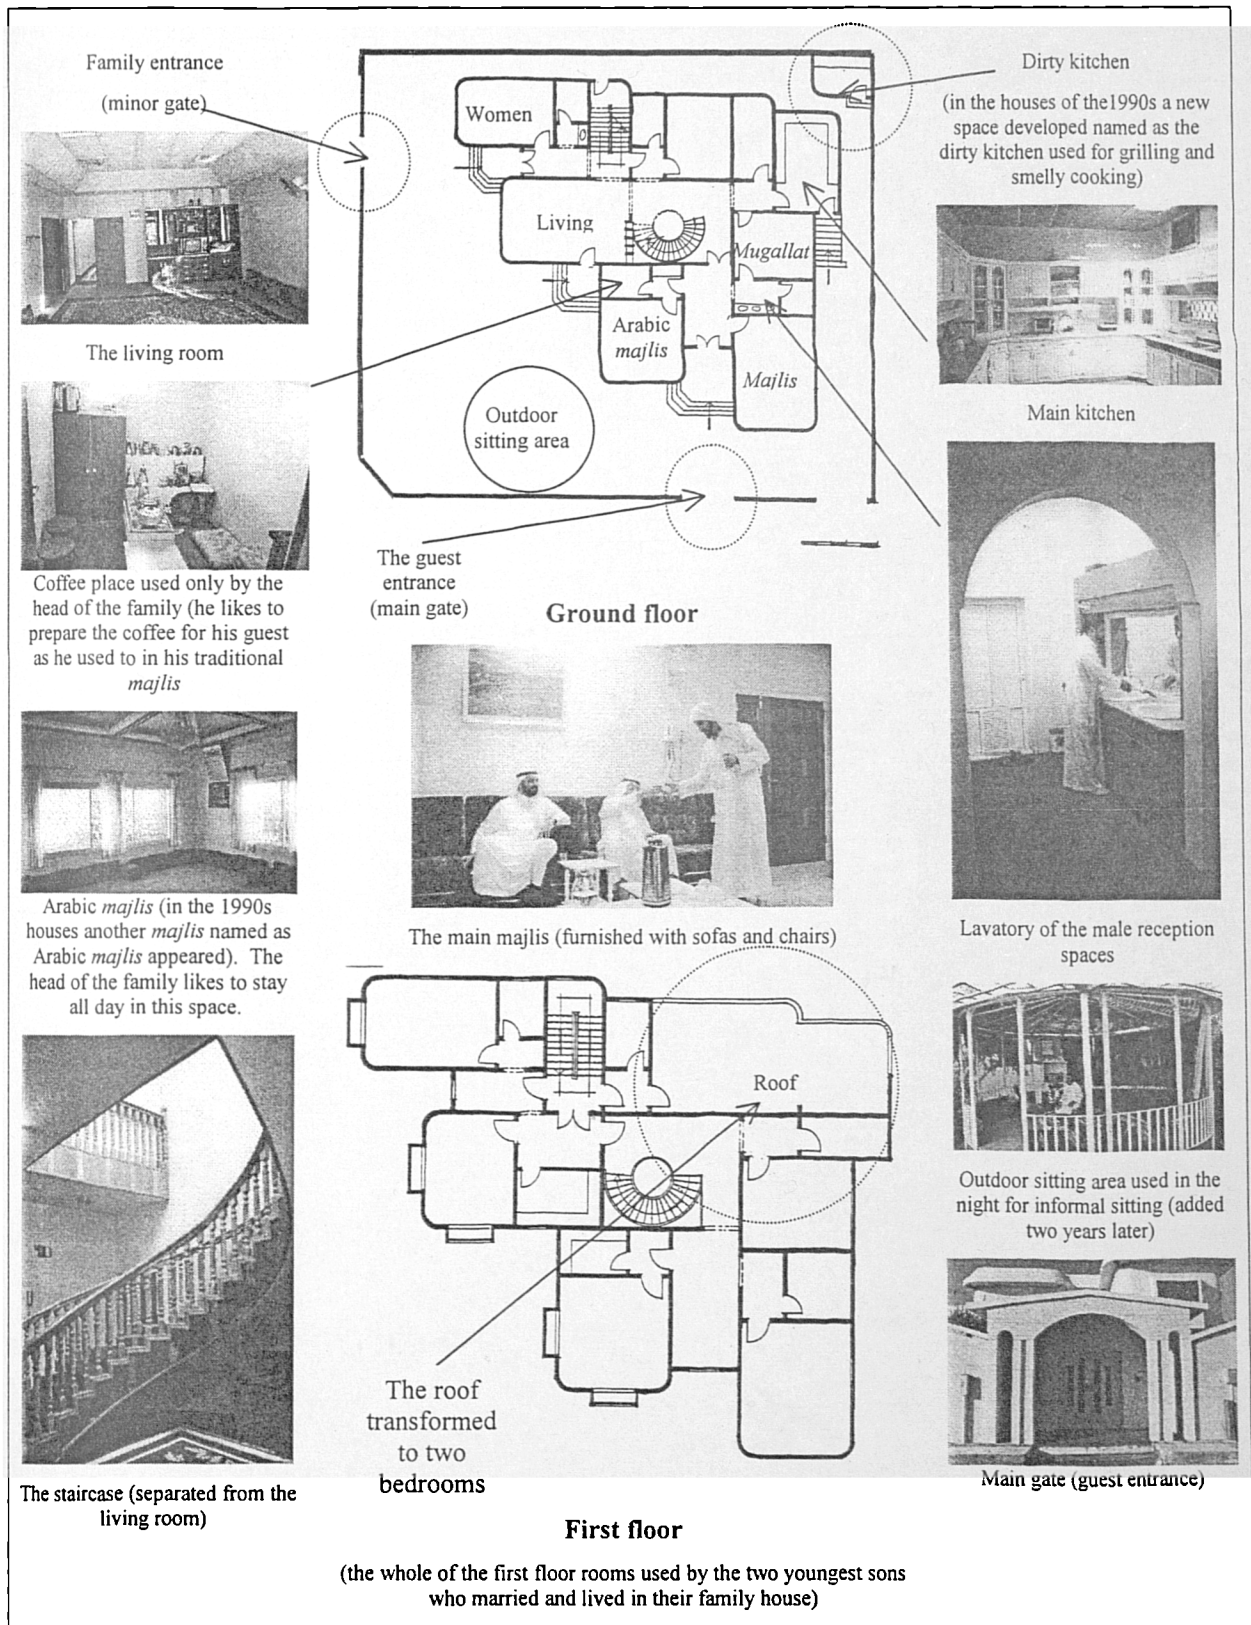 Family entrance
(minor gate)
The living room
Coffee place used only by the
head of the family (he likes to
prepare the coffee for his guest
as he used to in his traditional
majlis
Arabic majlis (in the 1990s
houses another majlis named as
Arabic majlis appeared). The
head of the family likes to stay
all day in this space.
The staircase (separated from the
living room)
Women
Living
Mugallat
Arabic
majlis
Majlis
Outdoor
sitting area
The guest
entrance
(main gate)
Ground floor
The main majlis (furnished with sofas and chairs)
Roof
The roof
transformed
to two
bedrooms
First floor
(the whole of the first floor rooms used by the two youngest sons
who married and lived in their family house)
Dirty kitchen
(in the houses of the1990s a new
space developed named as the
dirty kitchen used for grilling and
smelly cooking)
Main kitchen
Lavatory of the male reception
spaces
Outdoor sitting area used in the
night for informal sitting (added
two years later)
Main gate (guest entrance)